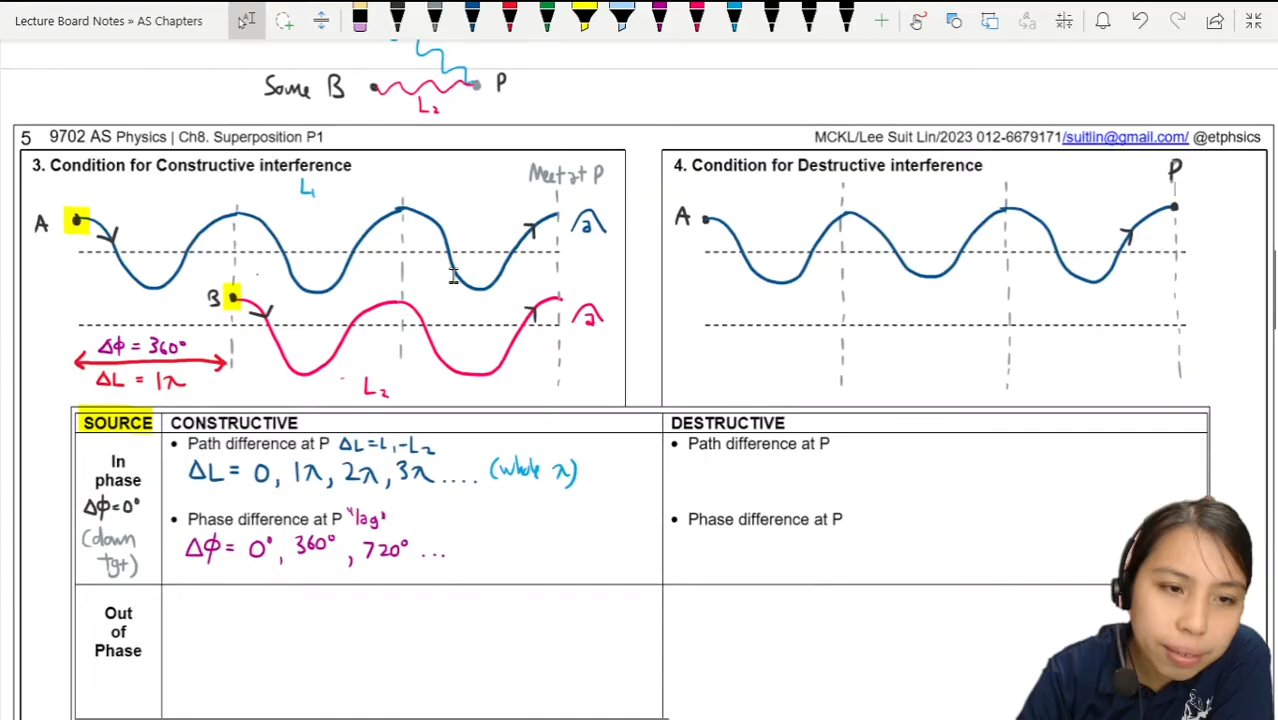 Lecture Board Notes » AS Chapters
Same B
P
L₂
5 9702 AS Physics | Ch8. Superposition P1
MCKL/Lee Suit Lin/2023 012-6679171/suitlin@gmail.com/ @etphsics
3. Condition for Constructive interference
L₁
Meet at P
A
a
B
a
Δφ = 360°
ΔL = 1λ
L₂
4. Condition for Destructive interference
P
A
SOURCE
CONSTRUCTIVE
DESTRUCTIVE
In
phase
Δφ=0°
(down
tgt)
• Path difference at P ΔL=L₁-L₂
ΔL = 0, 1λ, 2λ, 3λ .... (whole λ)
• Phase difference at P "lag"
Δφ = 0°, 360°, 720° ...
• Path difference at P
• Phase difference at P
Out
of
Phase